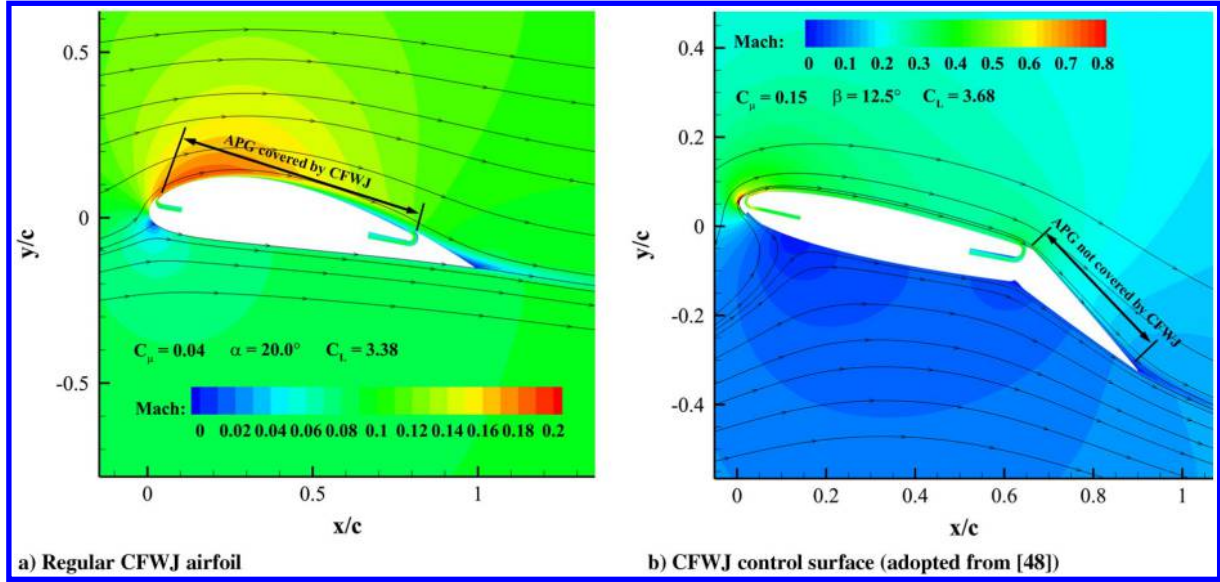 0.5
0
-0.5
y/c
APG covered by CFWJ
Cμ = 0.04 α = 20.0° CL = 3.38
Mach:
0 0.02 0.04 0.06 0.08 0.1 0.12 0.14 0.16 0.18 0.2
0 0.5 1
x/c
a) Regular CFWJ airfoil
0.4
0.2
0
-0.2
-0.4
y/c
Mach:
0 0.1 0.2 0.3 0.4 0.5 0.6 0.7 0.8
Cμ = 0.15 β = 12.5° CL = 3.68
APG not covered by CFWJ
0 0.2 0.4 0.6 0.8 1
x/c
b) CFWJ control surface (adopted from [48])